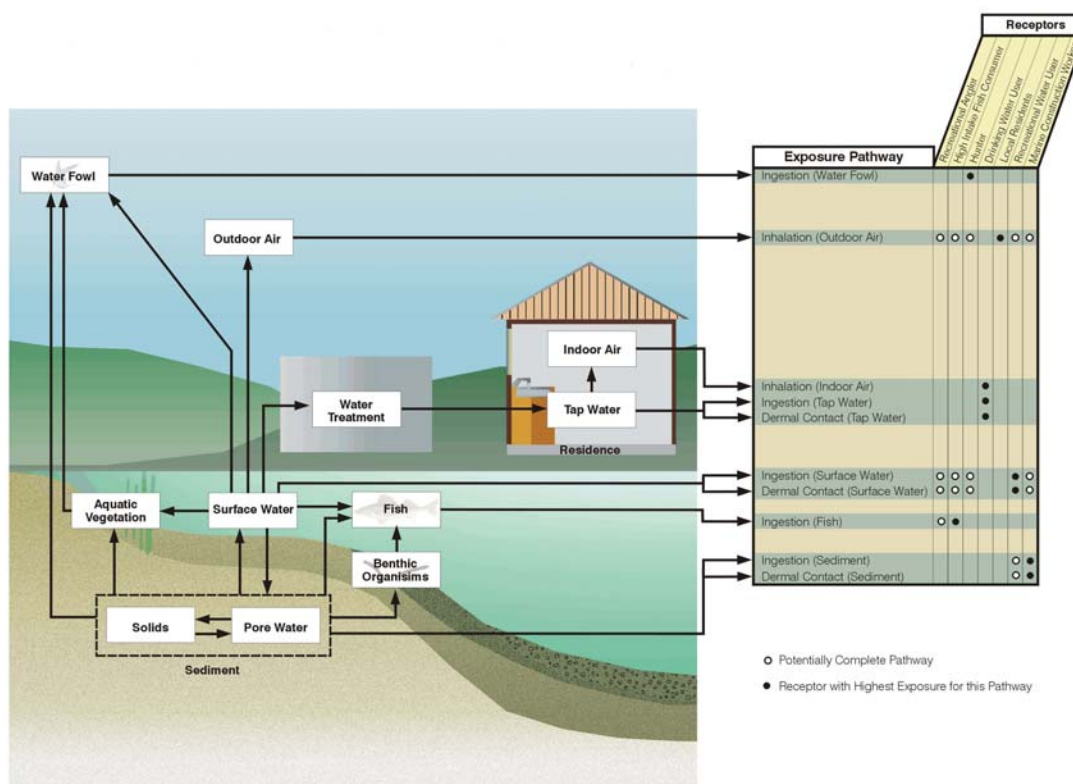 Receptors
Recreational Angler
High Intake Fish Consumer
Hunter
Drinking Water User
Local Residents
Recreational Water User
Marine Construction Worke
Exposure Pathway
Water Fowl
Ingestion (Water Fowl)
Outdoor Air
Inhalation (Outdoor Air)
Indoor Air
Inhalation (Indoor Air)
Water
Treatment
Tap Water
Ingestion (Tap Water)
Dermal Contact (Tap Water)
Residence
Aquatic
Vegetation
Surface Water
Fish
Ingestion (Surface Water)
Dermal Contact (Surface Water)
Ingestion (Fish)
Benthic
Organisims
Ingestion (Sediment)
Dermal Contact (Sediment)
Solids
Pore Water
Sediment
Potentially Complete Pathway
Receptor with Highest Exposure for this Pathway